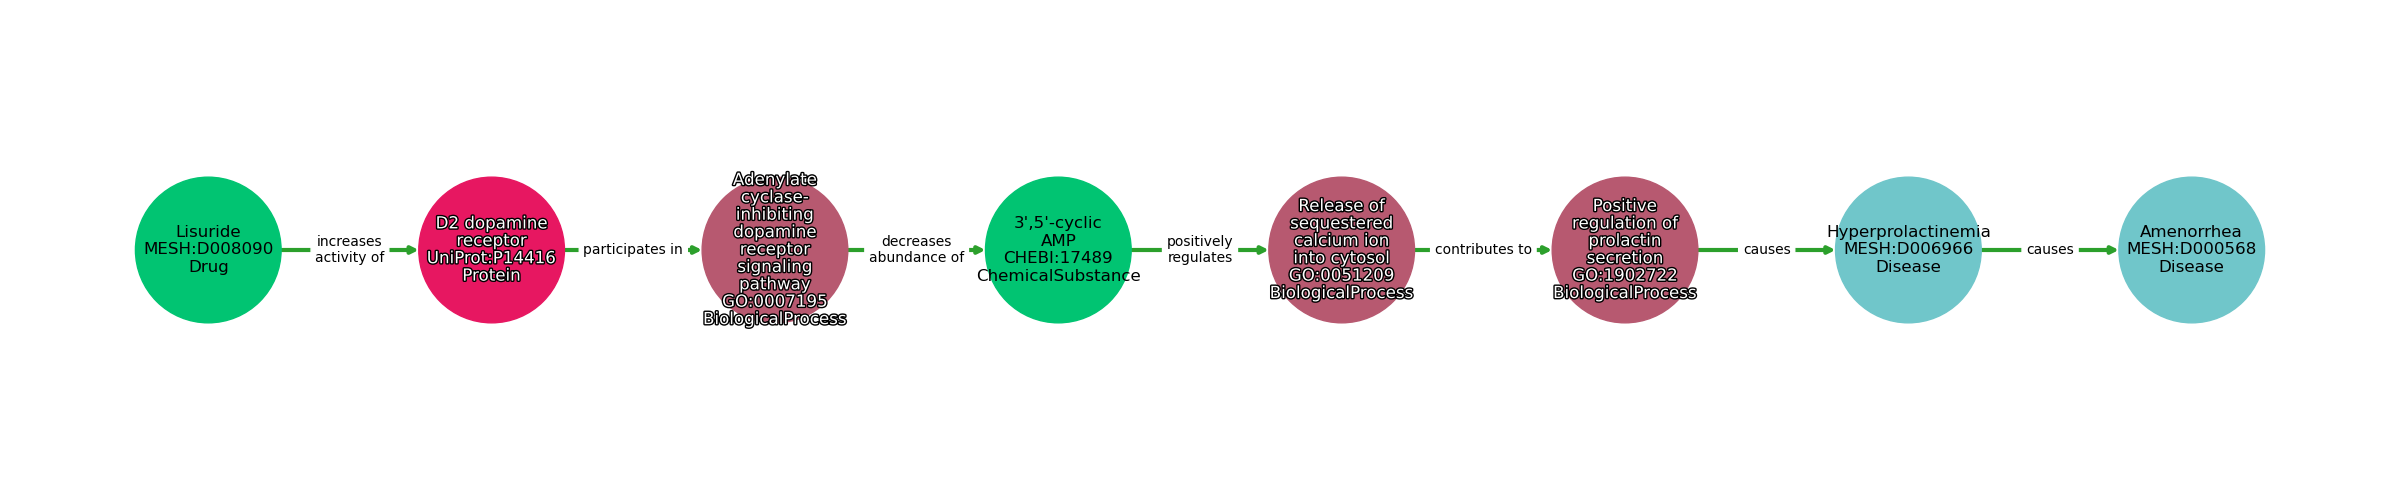 Lisuride
MESH:D008090
Drug
increases
activity of
D2 dopamine
receptor
UniProt:P14416
Protein
participates in
Adenylate
cyclase-
inhibiting
dopamine
receptor
signaling
pathway
GO:0007195
BiologicalProcess
decreases
abundance of
3',5'-cyclic
AMP
CHEBI:17489
ChemicalSubstance
positively
regulates
Release of
sequestered
calcium ion
into cytosol
GO:0051209
BiologicalProcess
contributes to
Positive
regulation of
prolactin
secretion
GO:1902722
BiologicalProcess
causes
Hyperprolactinemia
MESH:D006966
Disease
causes
Amenorrhea
MESH:D000568
Disease